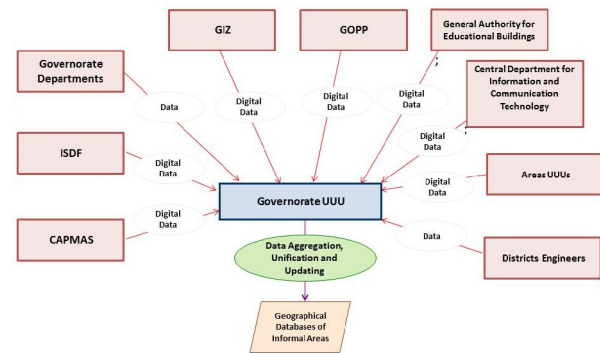 GIZ
GOPP
General Authority for
Educational Buildings
;
Governorate
Departments
Central Department for
Information and
Communication
Technology
;
Data
Digital
Data
Digital
Data
Digital
Data
Digital
Data
ISDF
Digital
Data
Areas UUUs
Digital
Data
Governorate UUU
CAPMAS
Digital
Data
Data
Districts Engineers
Data Aggregation,
Unification and
Updating
Geographical
Databases of
Informal Areas